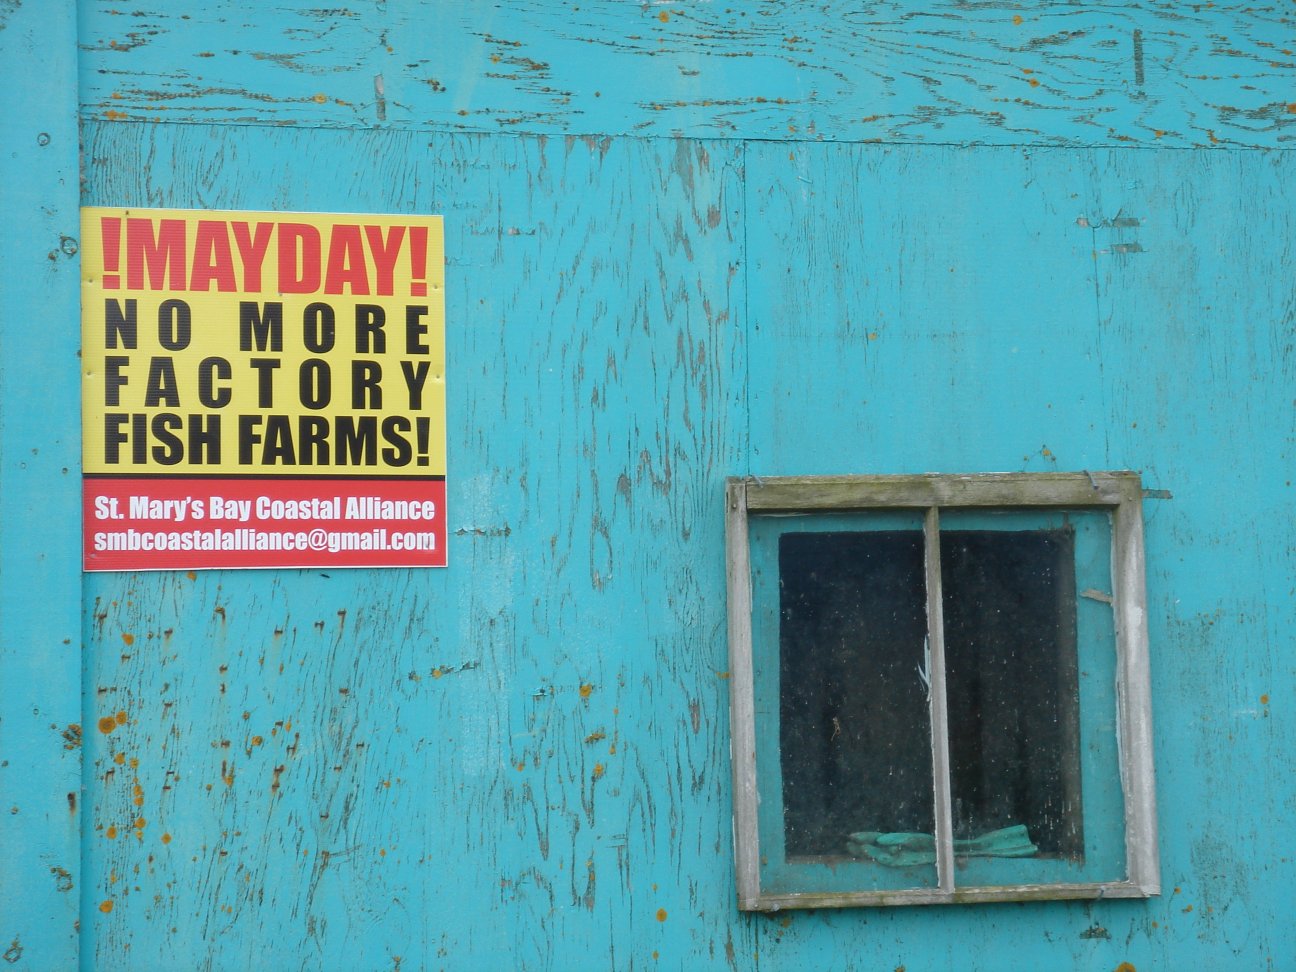 !MAYDAY!
NO MORE
FACTORY
FISH FARMS!
St. Mary's Bay Coastal Alliance
smbcoastalalliance@gmail.com